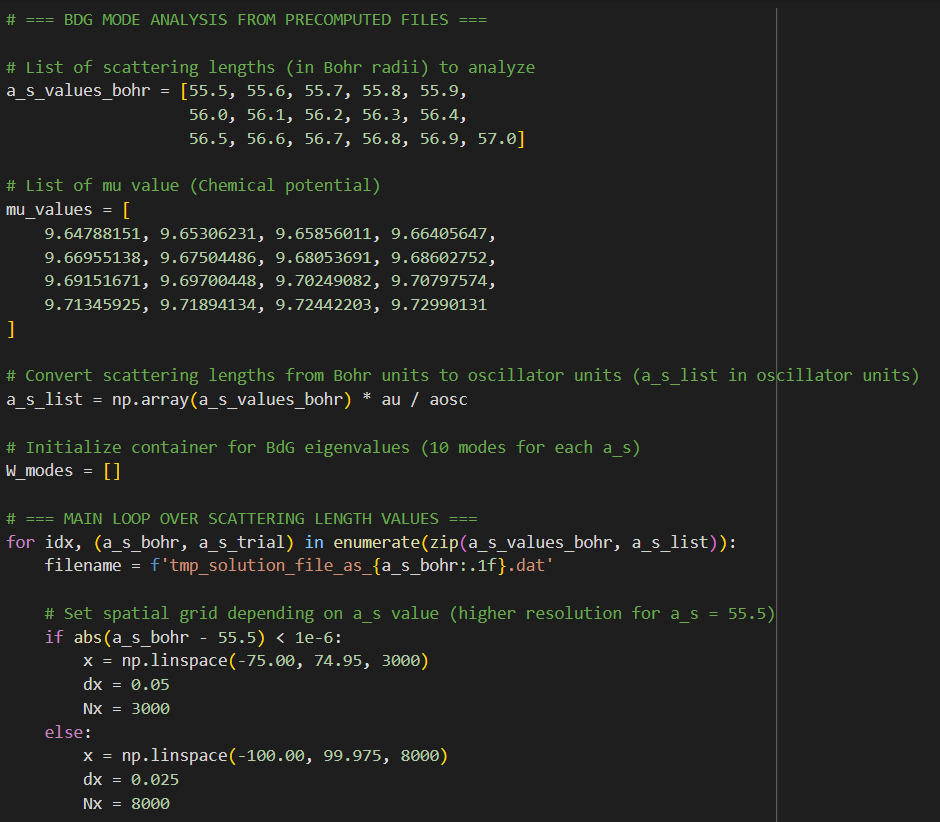 # === BDG MODE ANALYSIS FROM PRECOMPUTED FILES ===
# List of scattering lengths (in Bohr radii) to analyze
a_s_values_bohr = [55.5, 55.6, 55.7, 55.8, 55.9,
                   56.0, 56.1, 56.2, 56.3, 56.4,
                   56.5, 56.6, 56.7, 56.8, 56.9, 57.0]
# List of mu value (Chemical potential)
mu_values = [
    9.64788151, 9.65306231, 9.65856011, 9.66405647,
    9.66955138, 9.67504486, 9.68053691, 9.68602752,
    9.69151671, 9.69700448, 9.70249082, 9.70797574,
    9.71345925, 9.71894134, 9.72442203, 9.72990131
]
# Convert scattering lengths from Bohr units to oscillator units (a_s_list in oscillator units)
a_s_list = np.array(a_s_values_bohr) * au / aosc
# Initialize container for BdG eigenvalues (10 modes for each a_s)
W_modes = []
# === MAIN LOOP OVER SCATTERING LENGTH VALUES ===
for idx, (a_s_bohr, a_s_trial) in enumerate(zip(a_s_values_bohr, a_s_list)):
    filename = f'tmp_solution_file_as_{a_s_bohr:.1f}.dat'
    # Set spatial grid depending on a_s value (higher resolution for a_s = 55.5)
    if abs(a_s_bohr - 55.5) < 1e-6:
        x = np.linspace(-75.00, 74.95, 3000)
        dx = 0.05
        Nx = 3000
    else:
        x = np.linspace(-100.00, 99.975, 8000)
        dx = 0.025
        Nx = 8000